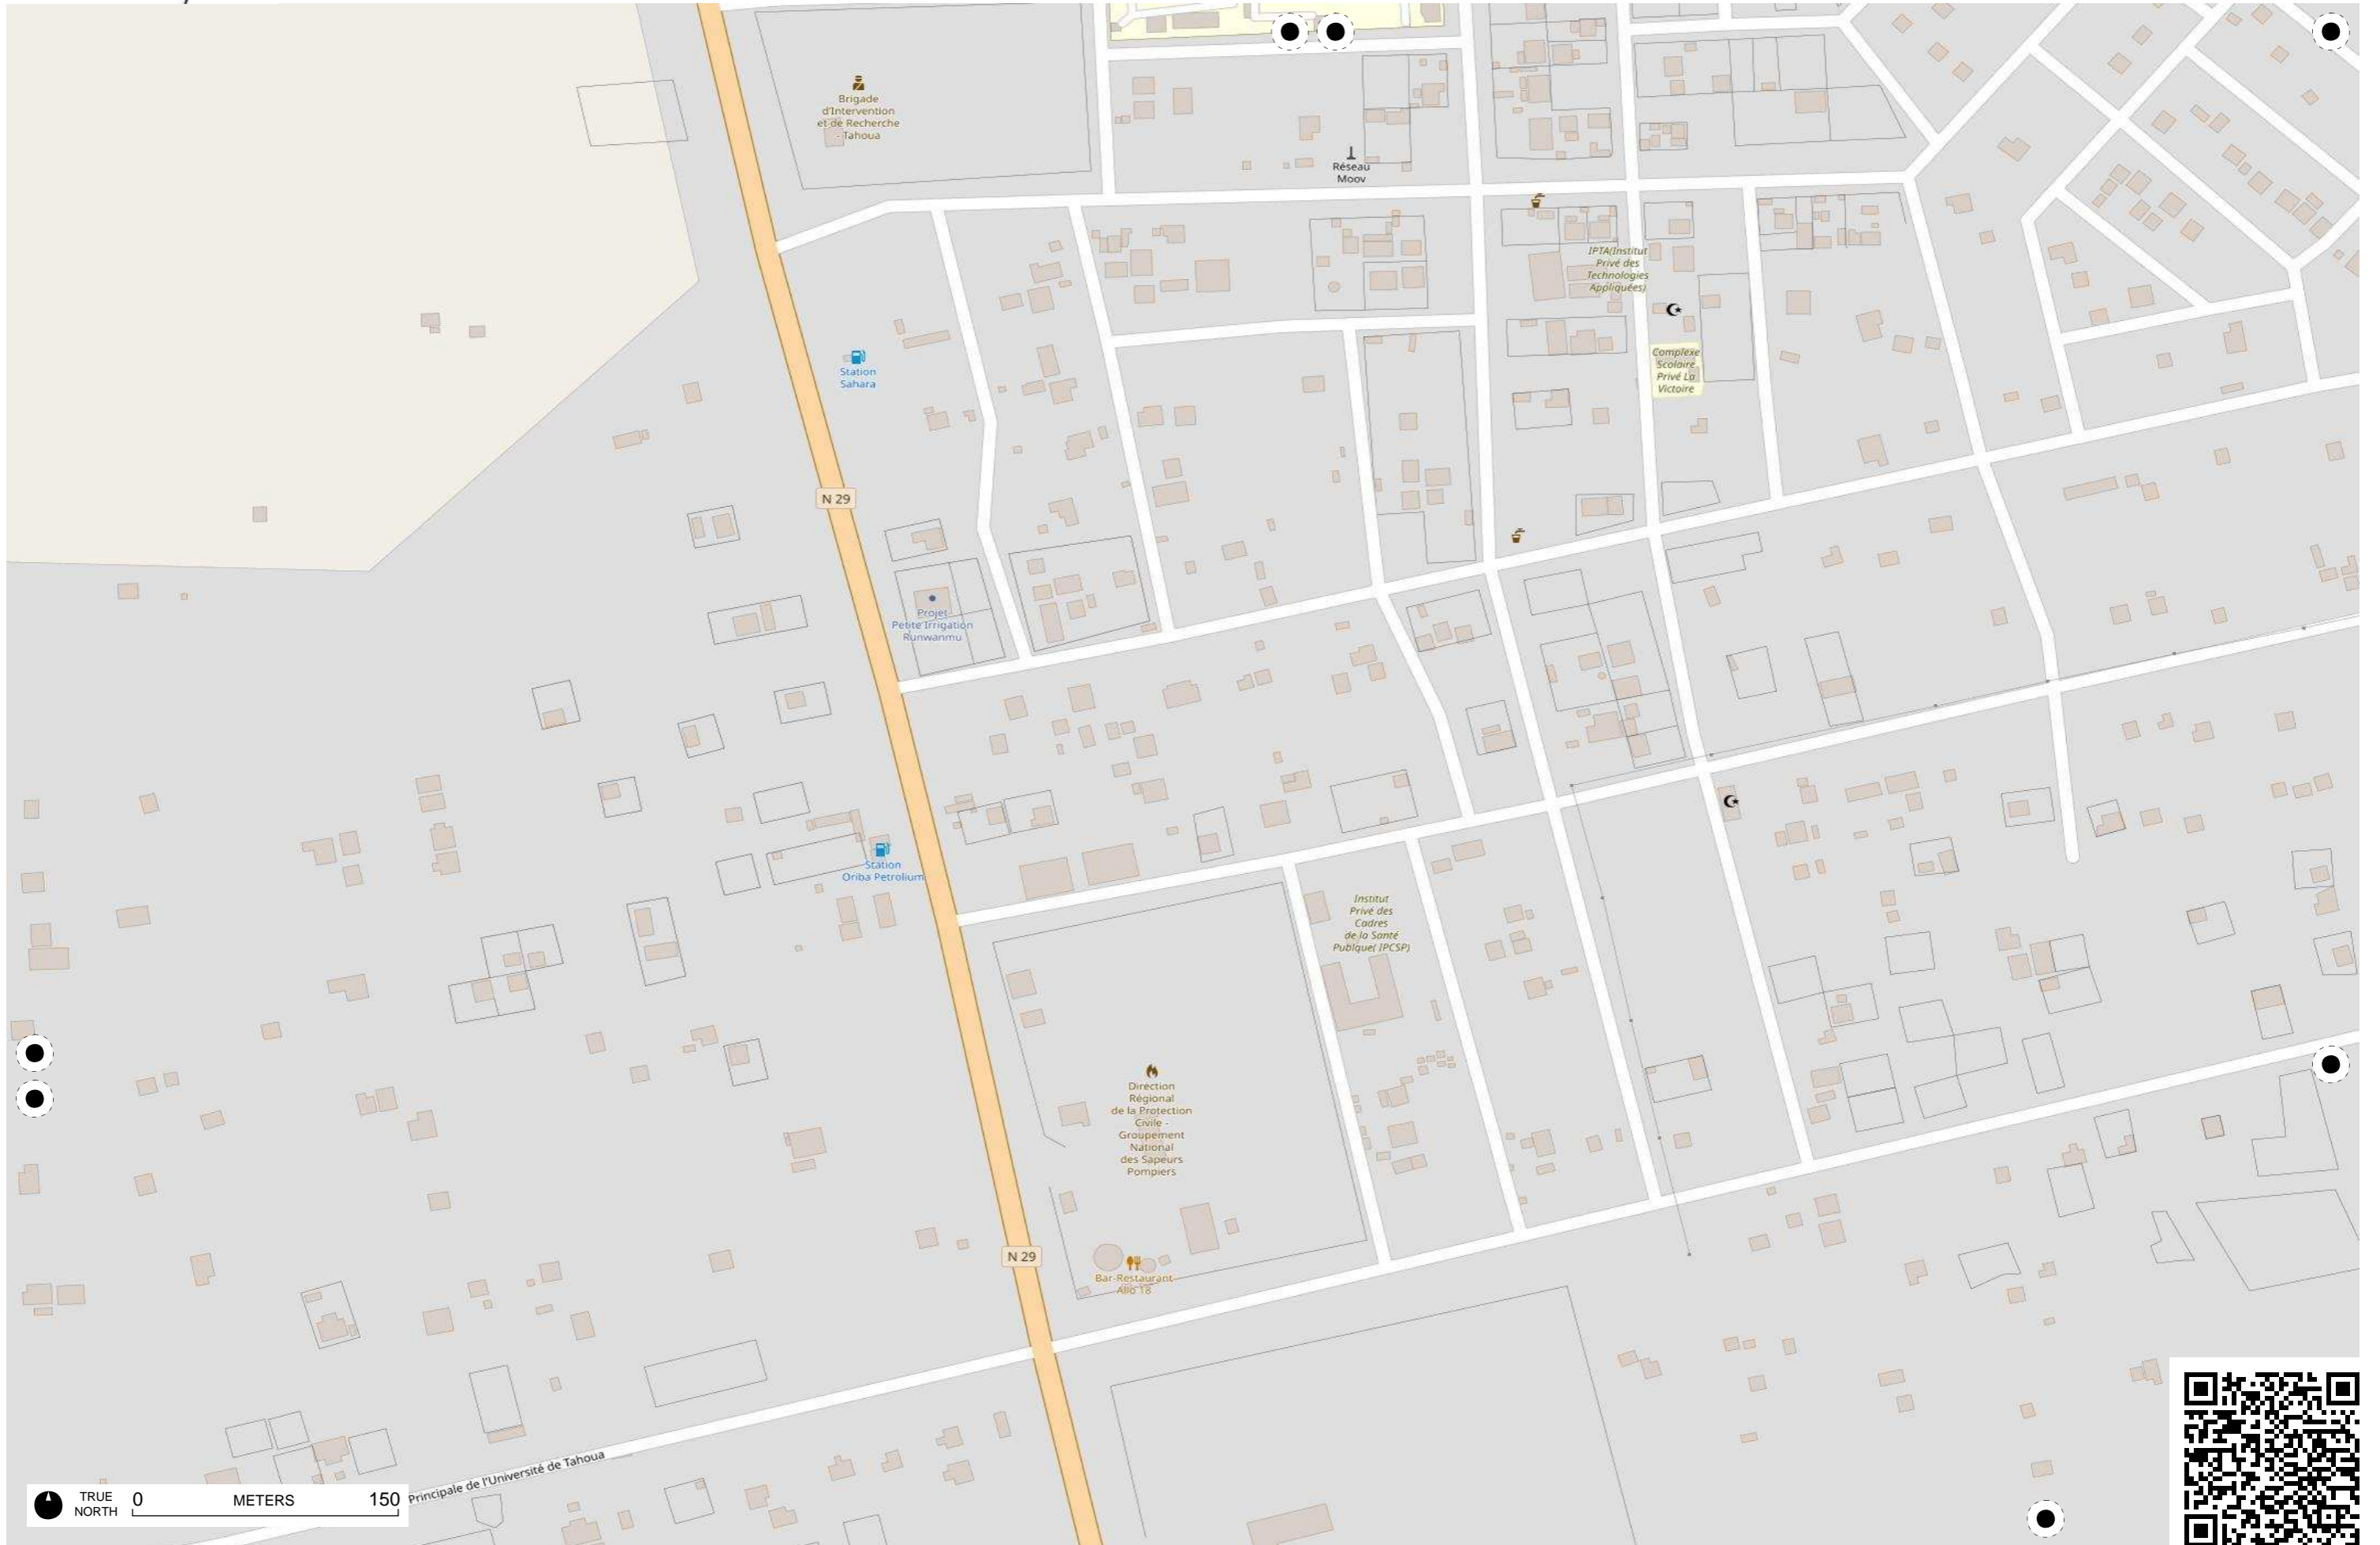 Brigade
d'Intervention
et de Recherche
- Tahoua
Réseau
Moov
IPTA(Institut
Privé des
Technologies
Appliquées)
Station
Sahara
Complexe
Scolaire
Privé La
Victoire
N 29
Projet
Petite Irrigation
Runwanmu
Station
Oriba Petrolium
Institut
Privé des
Cadres
de la Santé
Publque( IPCSP)
Direction
Régional
de la Protection
Civile -
Groupement
National
des Sapeurs
Pompiers
N 29
Bar-Restaurant
Allo 18
Principale de l'Université de Tahoua
TRUE
NORTH
0 METERS 150